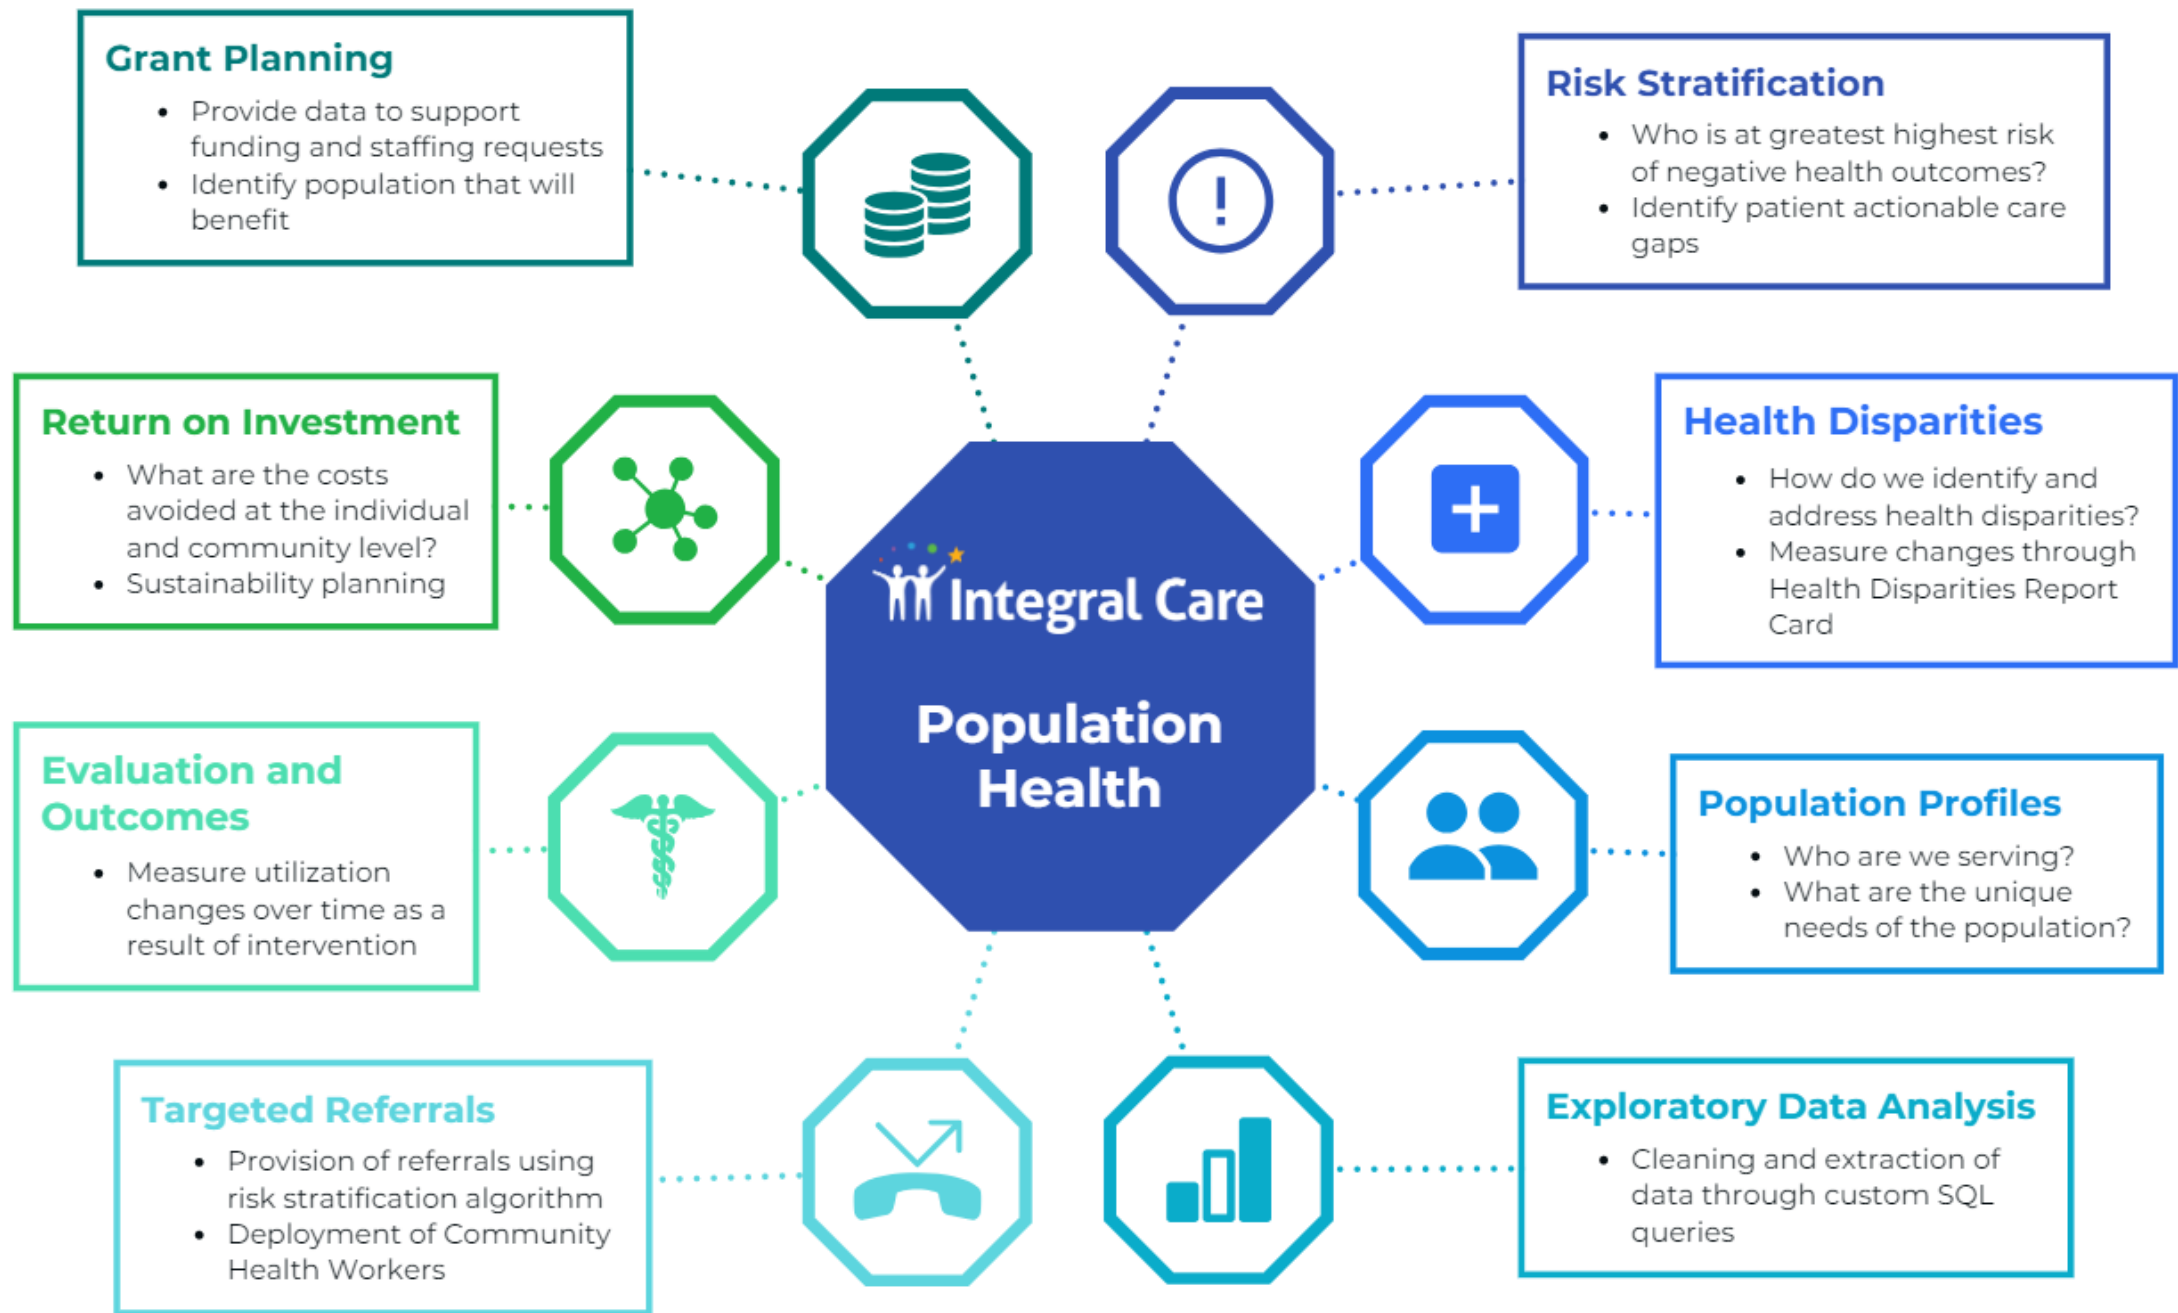 Grant Planning
• Provide data to support
funding and staffing requests
• Identify population that will
benefit
Risk Stratification
• Who is at greatest highest risk
of negative health outcomes?
• Identify patient actionable care
gaps
Return on Investment
• What are the costs
avoided at the individual
and community level?
• Sustainability planning
Health Disparities
• How do we identify and
address health disparities?
• Measure changes through
Health Disparities Report
Card
Integral Care
Population
Health
Evaluation and
Outcomes
• Measure utilization
changes over time as a
result of intervention
Population Profiles
• Who are we serving?
• What are the unique
needs of the population?
Targeted Referrals
• Provision of referrals using
risk stratification algorithm
• Deployment of Community
Health Workers
Exploratory Data Analysis
• Cleaning and extraction of
data through custom SQL
queries